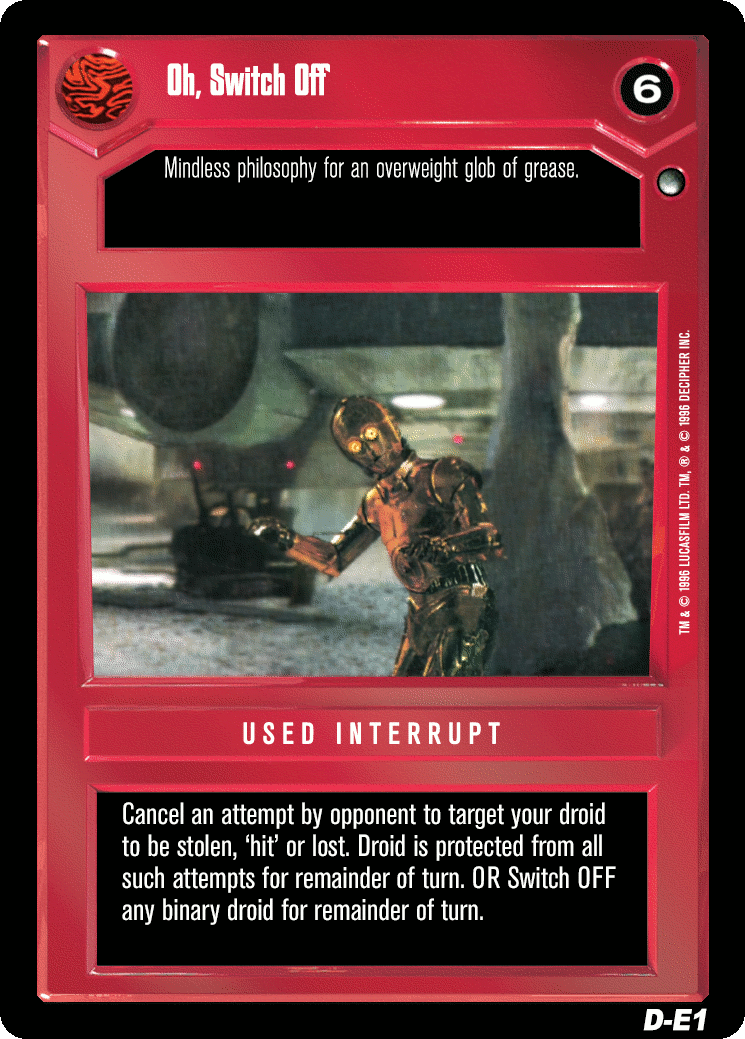 Oh, Switch Off
6
Mindless philosophy for an overweight glob of grease.
TM & © 1996 LUCASFILM LTD. TM, ® & © 1996 DECIPHER INC.
USED INTERRUPT
Cancel an attempt by opponent to target your droid
to be stolen, ‘hit’ or lost. Droid is protected from all
such attempts for remainder of turn. OR Switch OFF
any binary droid for remainder of turn.
D-E1